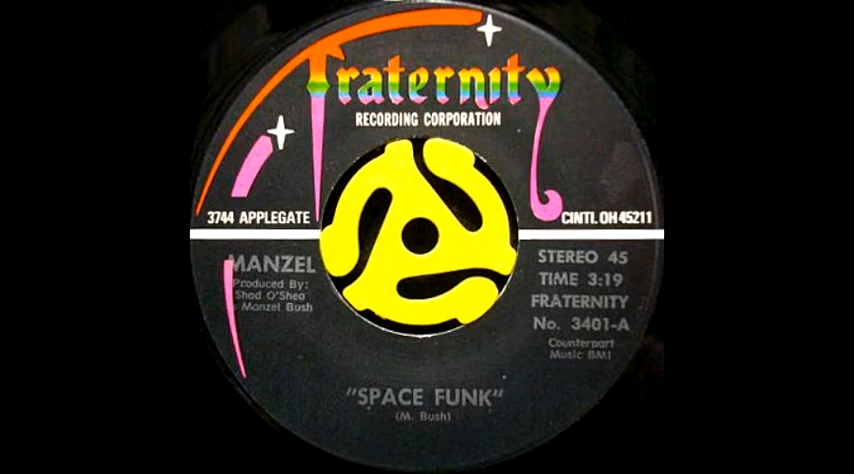 Fraternity
RECORDING CORPORATION
3744 APPLEGATE
CINTI. OH 45211
MANZEL
Produced By:
Shad O'Shea
& Manzel Bush
STEREO 45
TIME 3:19
FRATERNITY
No. 3401-A
Counterpart
Music BMI
"SPACE FUNK"
(M. Bush)